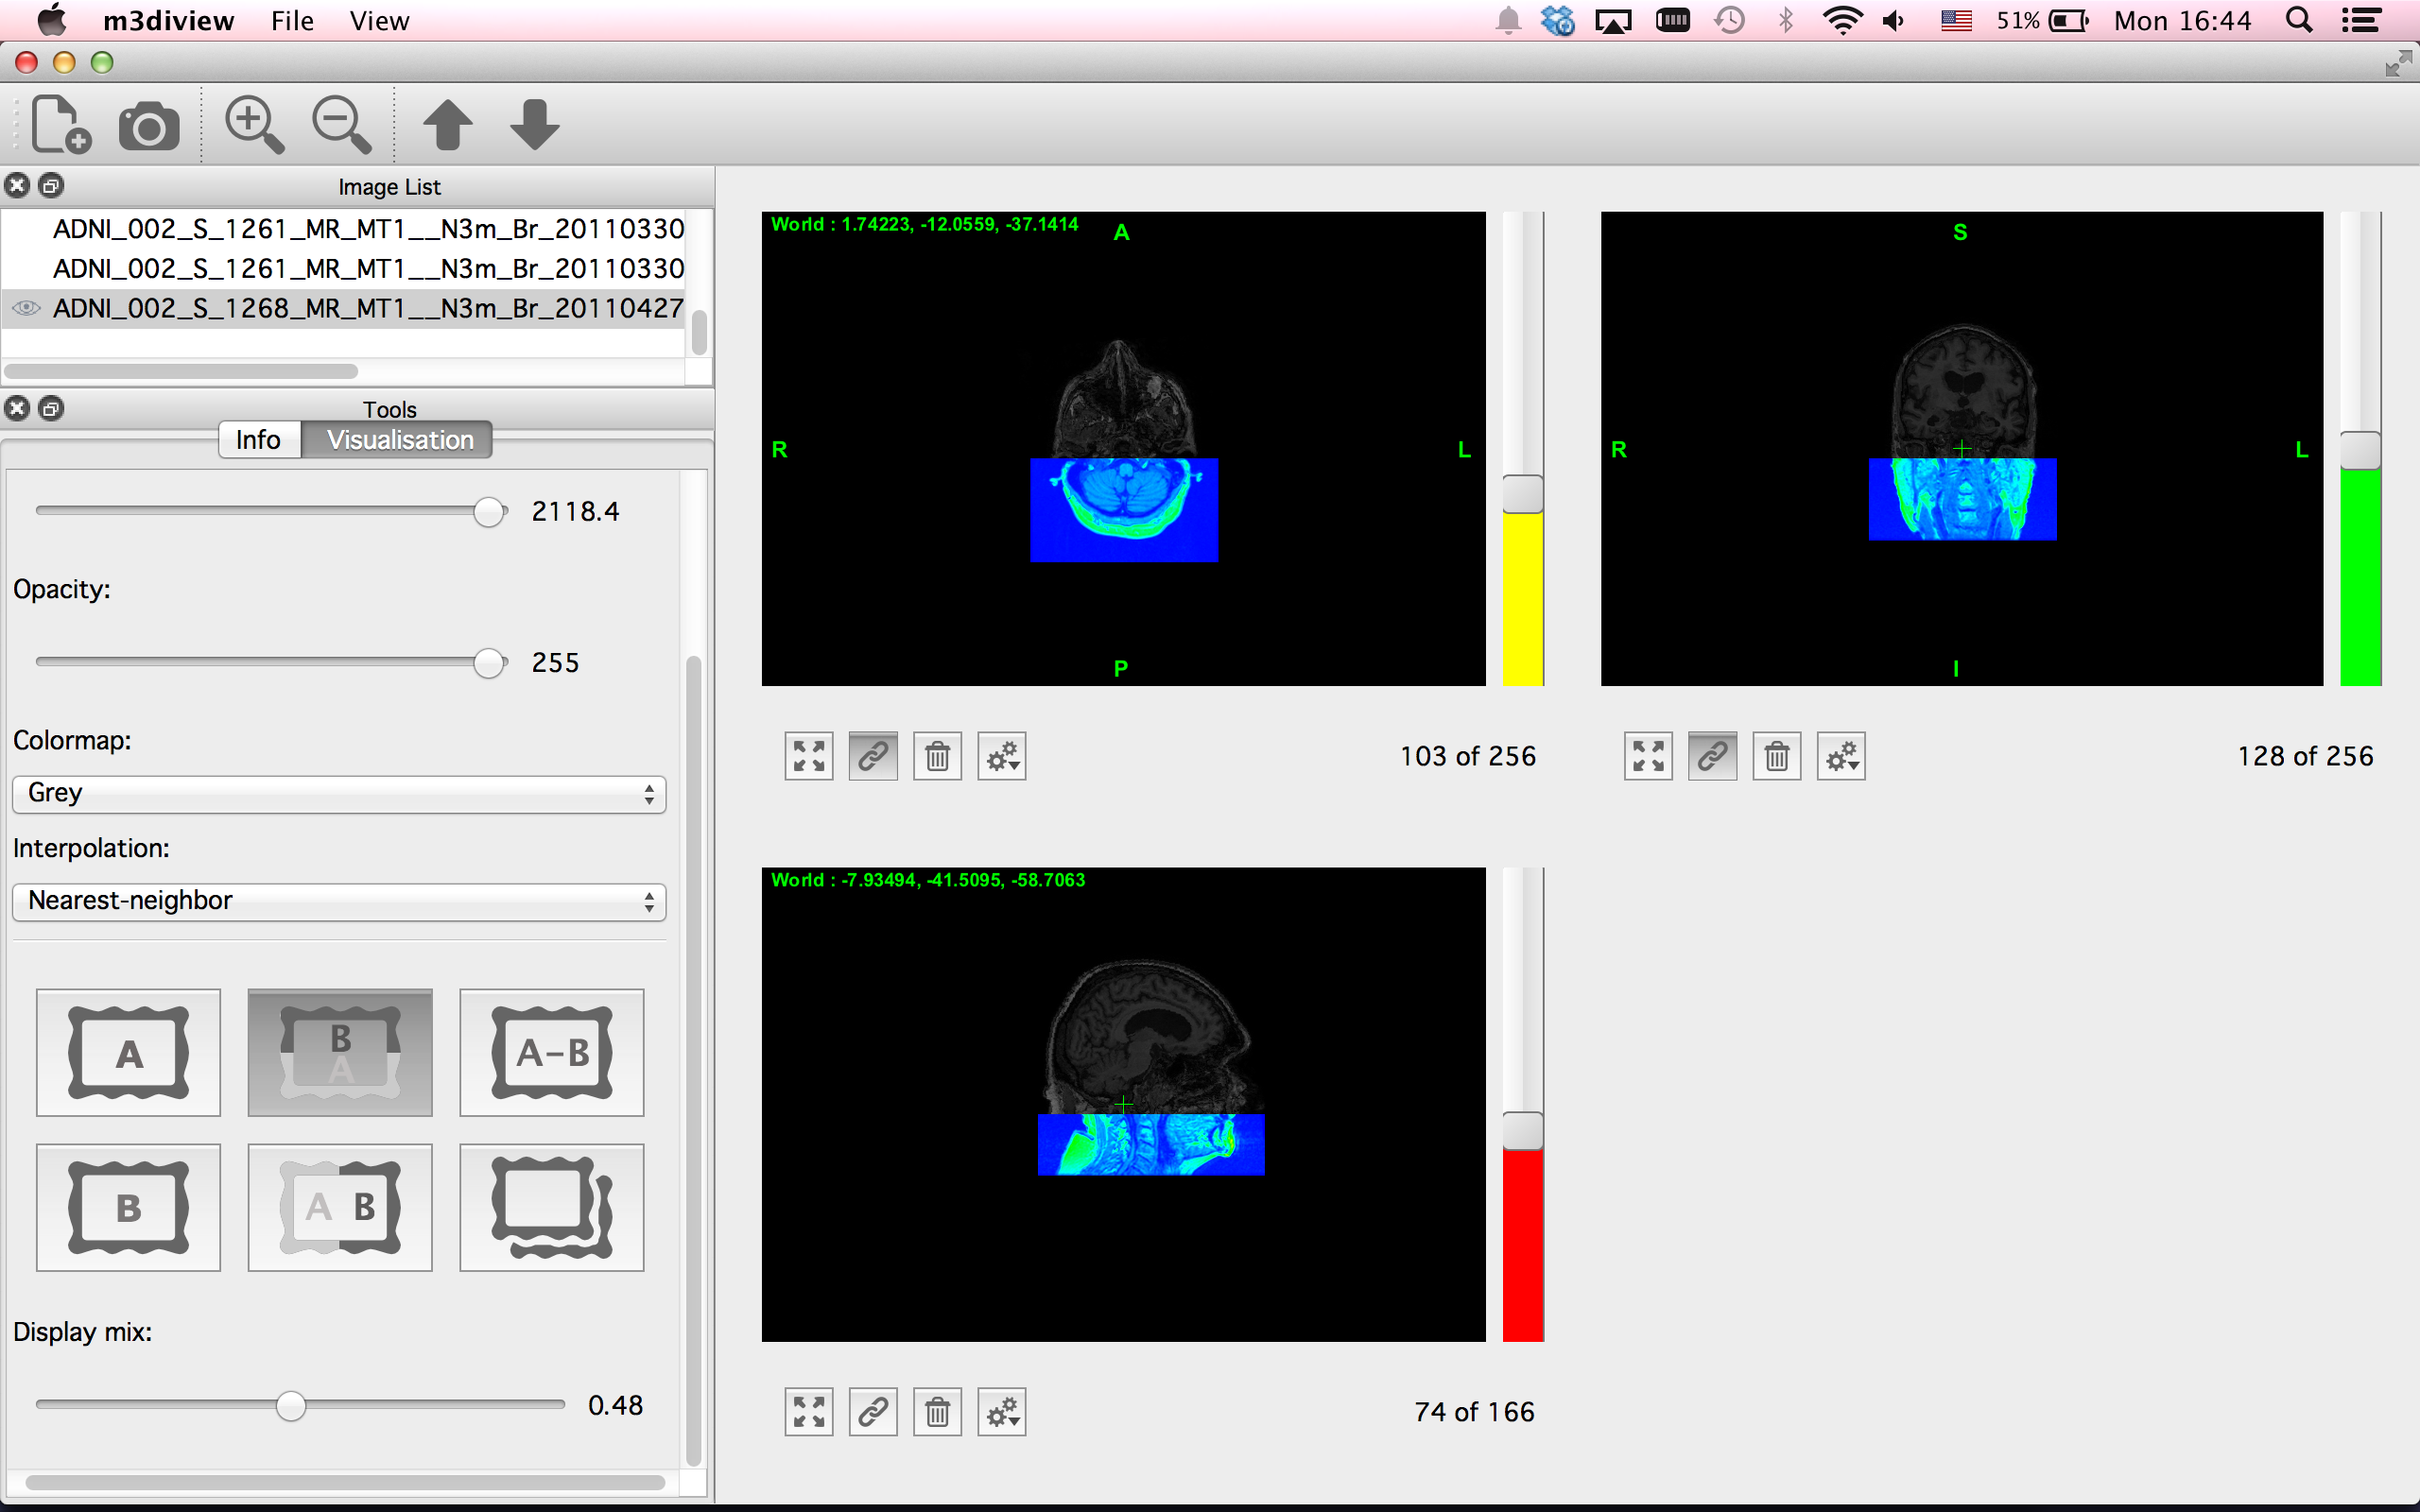 m3diview File View 51% Mon 16:44
Image List
ADNI_002_S_1261_MR_MT1__N3m_Br_20110330
ADNI_002_S_1261_MR_MT1__N3m_Br_20110330
ADNI_002_S_1268_MR_MT1__N3m_Br_20110427
Tools
Info Visualisation
2118.4
Opacity:
255
Colormap:
Grey
Interpolation:
Nearest-neighbor
A
B
A
A-B
B
A B
Display mix:
0.48
World : 1.74223, -12.0559, -37.1414
A
R L
P
103 of 256
S
R L
I
128 of 256
World : -7.93494, -41.5095, -58.7063
74 of 166